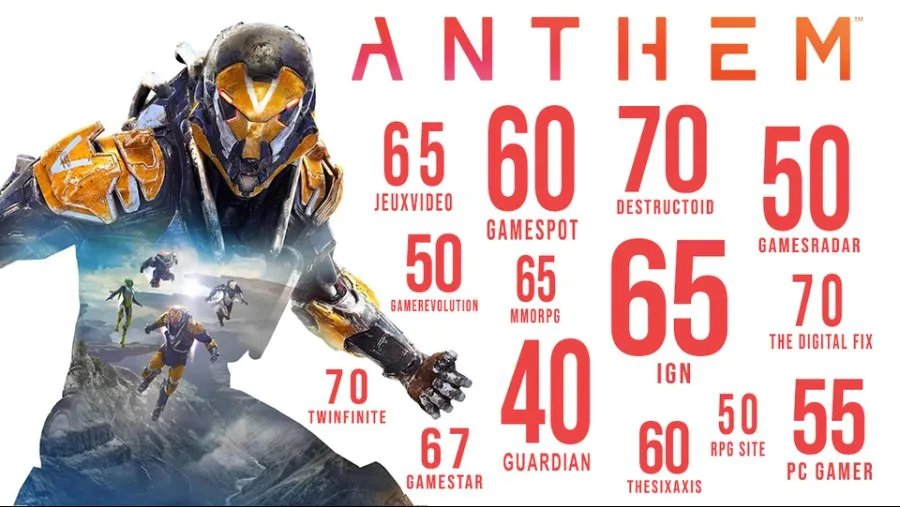 ANTHEM™
65
JEUXVIDEO
60
GAMESPOT
70
DESTRUCTOID
50
GAMESRADAR
50
GAMEREVOLUTION
65
MMORPG
65
IGN
70
THE DIGITAL FIX
70
TWINFINITE
40
GUARDIAN
67
GAMESTAR
60
THESIXAXIS
50
RPG SITE
55
PC GAMER